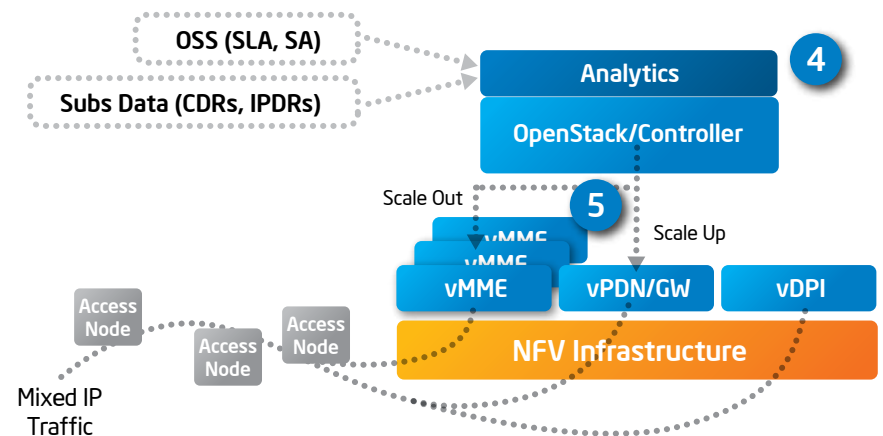 OSS (SLA, SA)
Subs Data (CDRs, IPDRs)
Analytics
4
OpenStack/Controller
Scale Out
5
Scale Up
vMME
vMME
vMME
vPDN/GW
vDPI
NFV Infrastructure
Access
Node
Access
Node
Access
Node
Mixed IP
Traffic